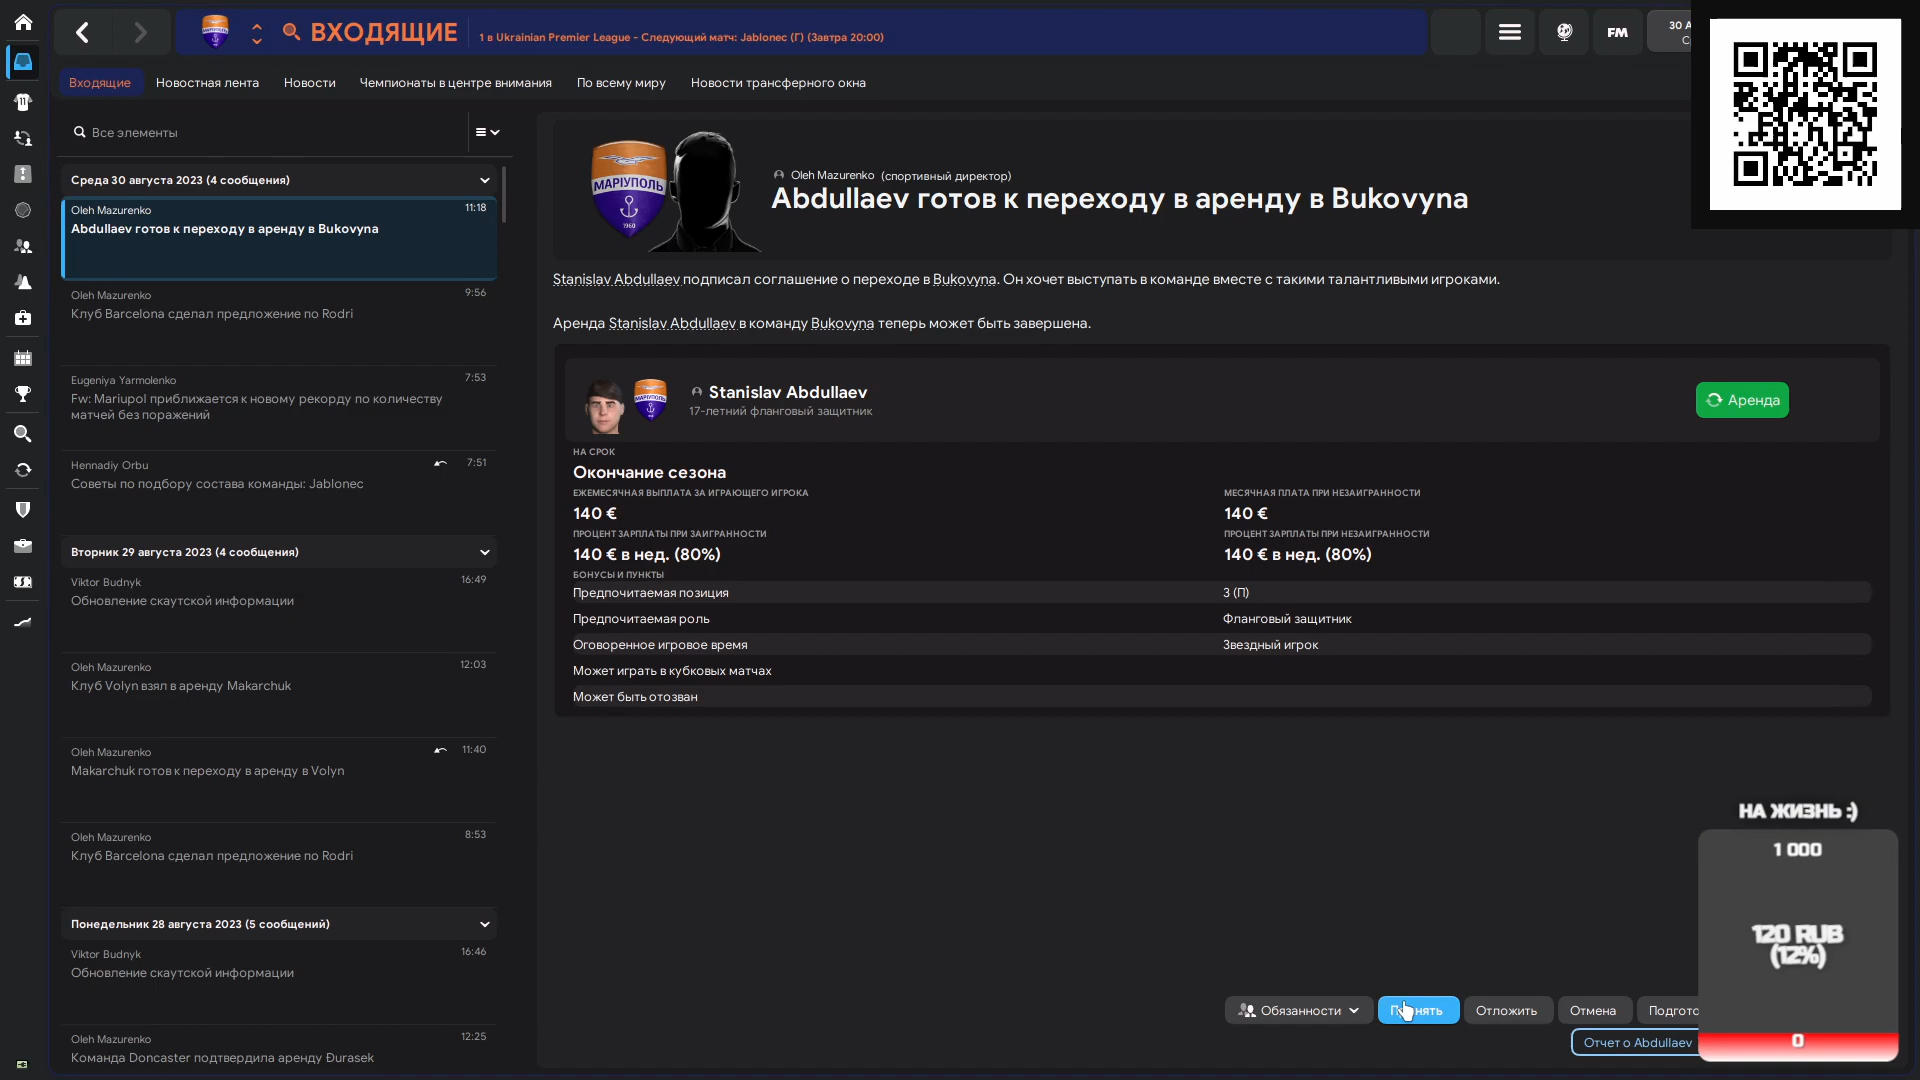 ВХОДЯЩИЕ
1 в Ukrainian Premier League - Следующий матч: Jablonec (Г) (Завтра 20:00)
FM
Входящие
Новостная лента
Новости
Чемпионаты в центре внимания
По всему миру
Новости трансферного окна
Все элементы
Среда 30 августа 2023 (4 сообщения)
Oleh Mazurenko 11:18
Abdullaev готов к переходу в аренду в Bukovyna
Oleh Mazurenko 9:56
Клуб Barcelona сделал предложение по Rodri
Eugeniya Yarmolenko 7:53
Fw: Mariupol приближается к новому рекорду по количеству
матчей без поражений
Hennadiy Orbu 7:51
Советы по подбору состава команды: Jablonec
Вторник 29 августа 2023 (4 сообщения)
Viktor Budnyk 16:49
Обновление скаутской информации
Oleh Mazurenko 12:03
Клуб Volyn взял в аренду Makarchuk
Oleh Mazurenko 11:40
Makarchuk готов к переходу в аренду в Volyn
Oleh Mazurenko 8:53
Клуб Barcelona сделал предложение по Rodri
Понедельник 28 августа 2023 (5 сообщений)
Viktor Budnyk 16:46
Обновление скаутской информации
Oleh Mazurenko 12:25
Команда Doncaster подтвердила аренду Đurasek
МАРІУПОЛЬ
1960
Oleh Mazurenko (спортивный директор)
Abdullaev готов к переходу в аренду в Bukovyna
Stanislav Abdullaev подписал соглашение о переходе в Bukovyna. Он хочет выступать в команде вместе с такими талантливыми игроками.
Аренда Stanislav Abdullaev в команду Bukovyna теперь может быть завершена.
Stanislav Abdullaev
17-летний фланговый защитник
Аренда
НА СРОК
Окончание сезона
ЕЖЕМЕСЯЧНАЯ ВЫПЛАТА ЗА ИГРАЮЩЕГО ИГРОКА
140 €
МЕСЯЧНАЯ ПЛАТА ПРИ НЕЗАИГРАННОСТИ
140 €
ПРОЦЕНТ ЗАРПЛАТЫ ПРИ ЗАИГРАННОСТИ
140 € в нед. (80%)
ПРОЦЕНТ ЗАРПЛАТЫ ПРИ НЕЗАИГРАННОСТИ
140 € в нед. (80%)
БОНУСЫ И ПУНКТЫ
Предпочитаемая позиция З (П)
Предпочитаемая роль Фланговый защитник
Оговоренное игровое время Звездный игрок
Может играть в кубковых матчах
Может быть отозван
НА ЖИЗНЬ :)
1 000
120 RUB
(12%)
0
Обязанности
Отложить
Отмена
Отчет о Abdullaev